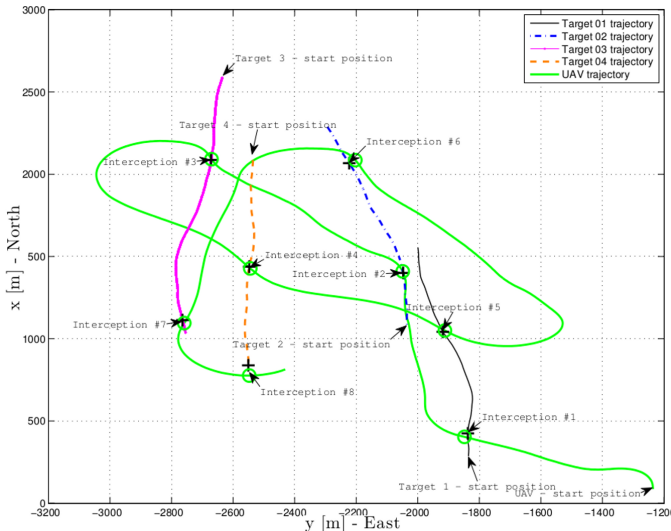 3000
2500
2000
500
1000
500
0
−3200
−3000
−2800
−2600
−2400
−2200
−2000
−1800
−1600
−1400
−120
x [m] - North
y [m] - East
Target 01 trajectory
Target 02 trajectory
Target 03 trajectory
Target 04 trajectory
UAV trajectory
Target 3 − start position
Target 4 − start position
Interception #6
Interception #3
Interception #4
Interception #2
Interception #5
Interception #7
Target 2 − start position
Interception #8
Interception #1
Target 1 − start position
UAV − start position